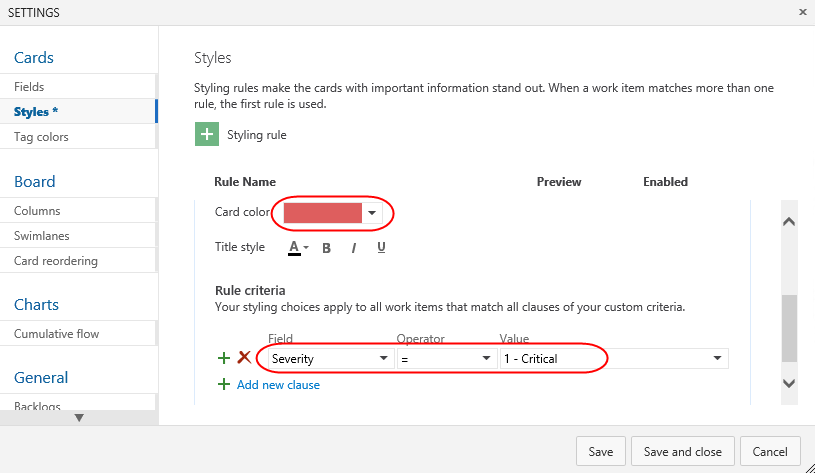 SETTINGS
Cards
Fields
Styles *
Tag colors
Board
Columns
Swimlanes
Card reordering
Charts
Cumulative flow
General
Backlogs
Styles
Styling rules make the cards with important information stand out. When a work item matches more than one
rule, the first rule is used.
Styling rule
Rule Name Preview Enabled
Card color
Title style A B I U
Rule criteria
Your styling choices apply to all work items that match all clauses of your custom criteria.
Field Operator Value
Severity = 1 - Critical
Add new clause
Save Save and close Cancel